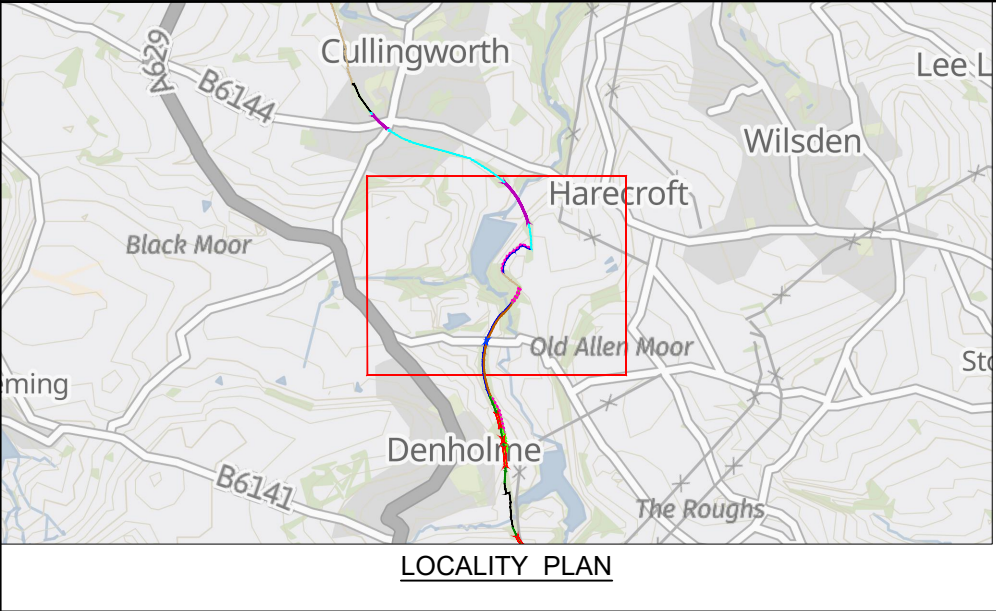 Cullingworth
A629
B6144
Lee L
Wilsden
Harecroft
Black Moor
Old Allen Moor
Sto
eming
Denholme
B6141
The Roughs
LOCALITY PLAN